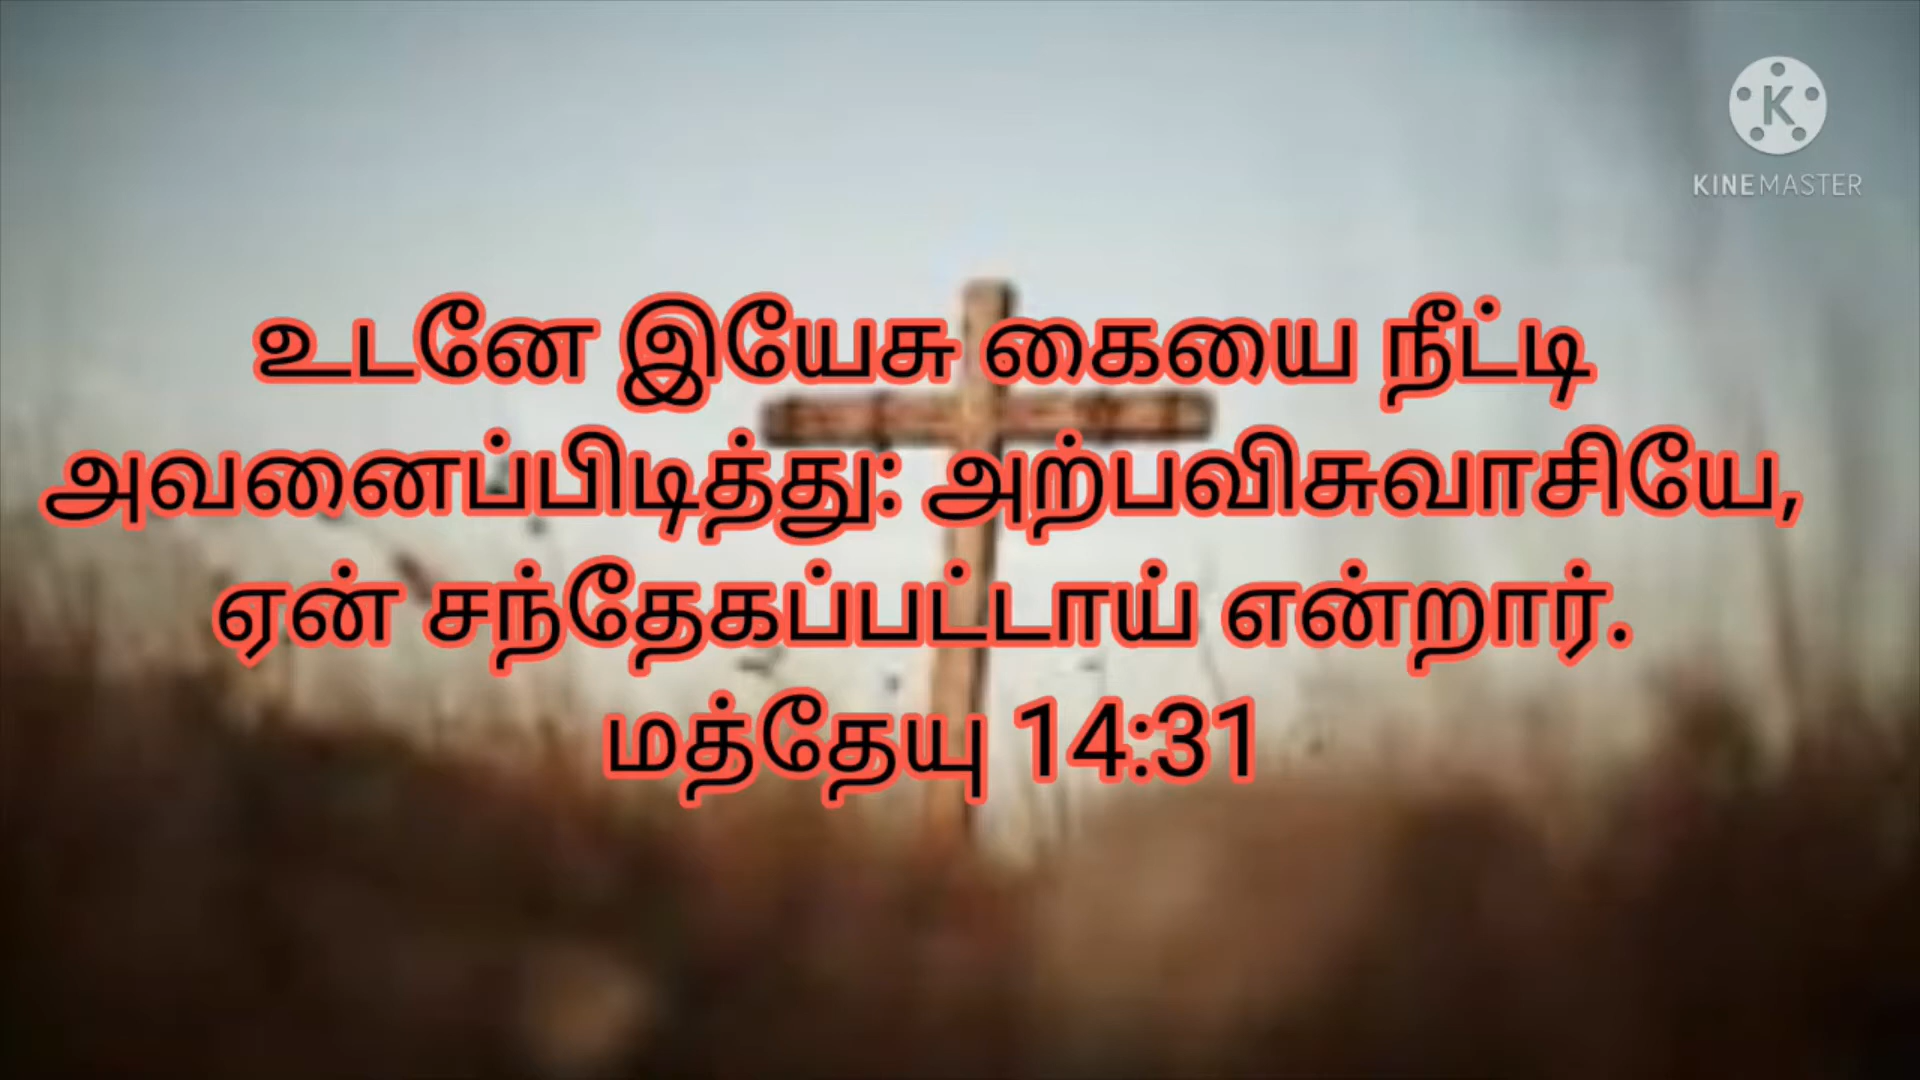 KINEMASTER
உடனே இயேசு கையை நீட்டி
அவனைப்பிடித்து: அற்பவிசுவாசியே,
ஏன் சந்தேகப்பட்டாய் என்றார்.
மத்தேயு 14:31